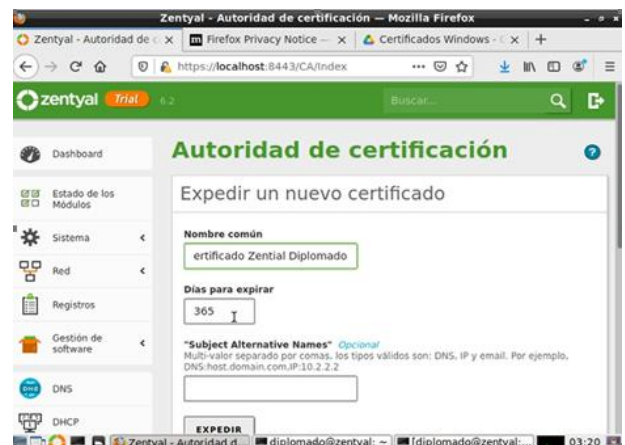 Zentyal - Autoridad de certificación — Mozilla Firefox
Zentyal - Autoridad de c
Firefox Privacy Notice —
Certificados Windows -
https://localhost:8443/CA/Index
zentyal Trial 6.2
Buscar...
Dashboard
Estado de los
Módulos
Sistema
Red
Registros
Gestión de
software
DNS
DHCP
Autoridad de certificación
Expedir un nuevo certificado
Nombre común
ertificado Zential Diplomado
Días para expirar
365
"Subject Alternative Names" Opcional
Multi-valor separado por comas, los tipos válidos son: DNS, IP y email. Por ejemplo,
DNS:host.domain.com,IP:10.2.2.2
EXPEDIR
Zentyal - Autoridad d...
diplomado@zentyal: ~
[diplomado@zentyal:...
03:20